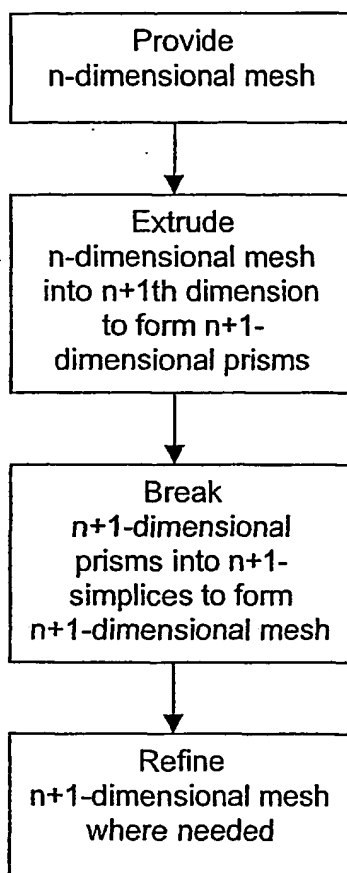 Provide
n-dimensional mesh
Extrude
n-dimensional mesh
into n+1th dimension
to form n+1-
dimensional prisms
Break
n+1-dimensional
prisms into n+1-
simplices to form
n+1-dimensional mesh
Refine
n+1-dimensional mesh
where needed